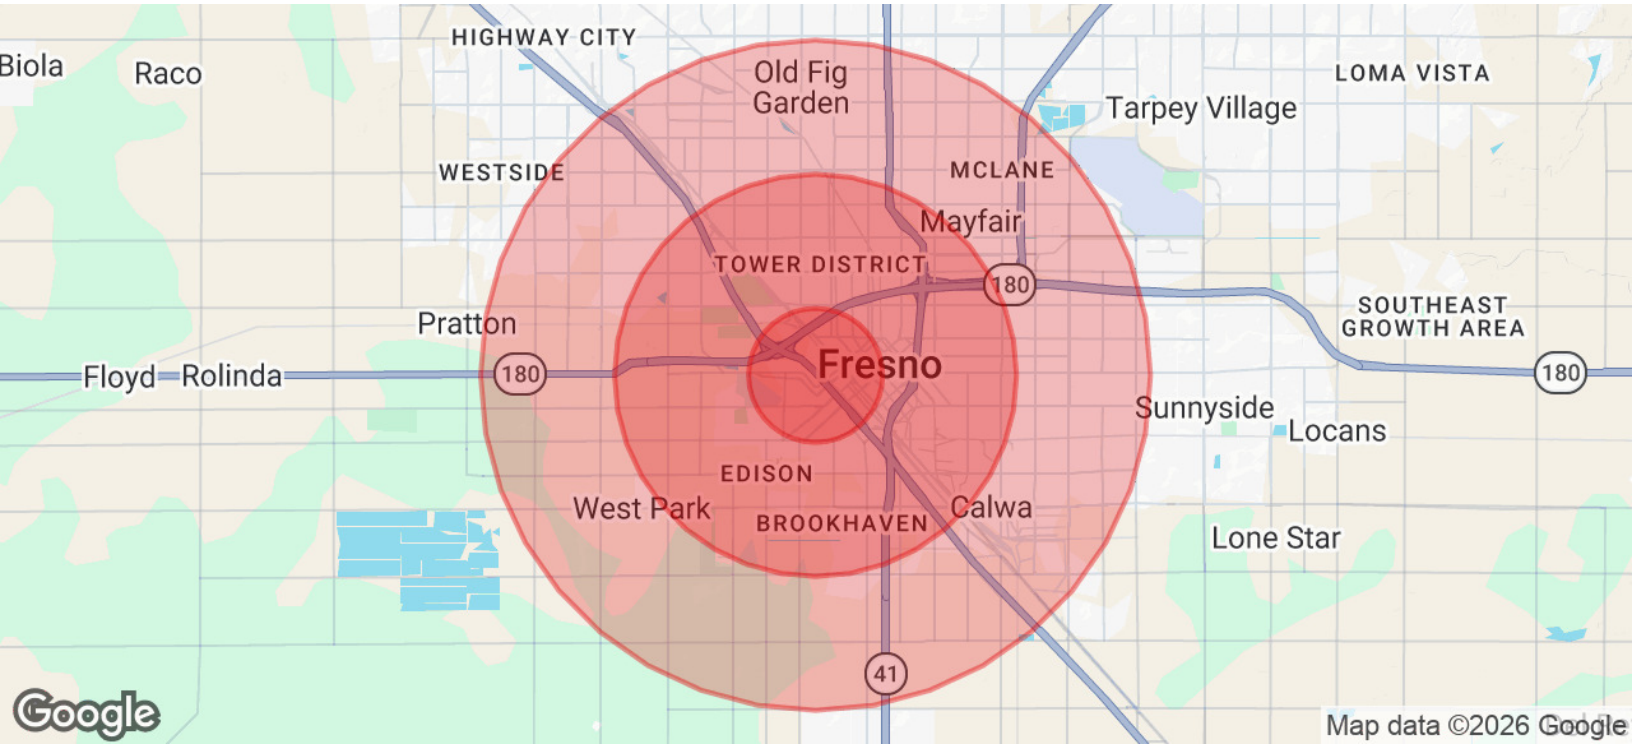 HIGHWAY CITY
Biola
Raco
Old Fig
Garden
LOMA VISTA
Tarpey Village
WESTSIDE
MCLANE
Mayfair
TOWER DISTRICT
180
Pratton
SOUTHEAST
GROWTH AREA
Fresno
Floyd
Rolinda
180
180
Sunnyside
Locans
EDISON
West Park
BROOKHAVEN
Calwa
Lone Star
41
Google
Map data ©2026 Google